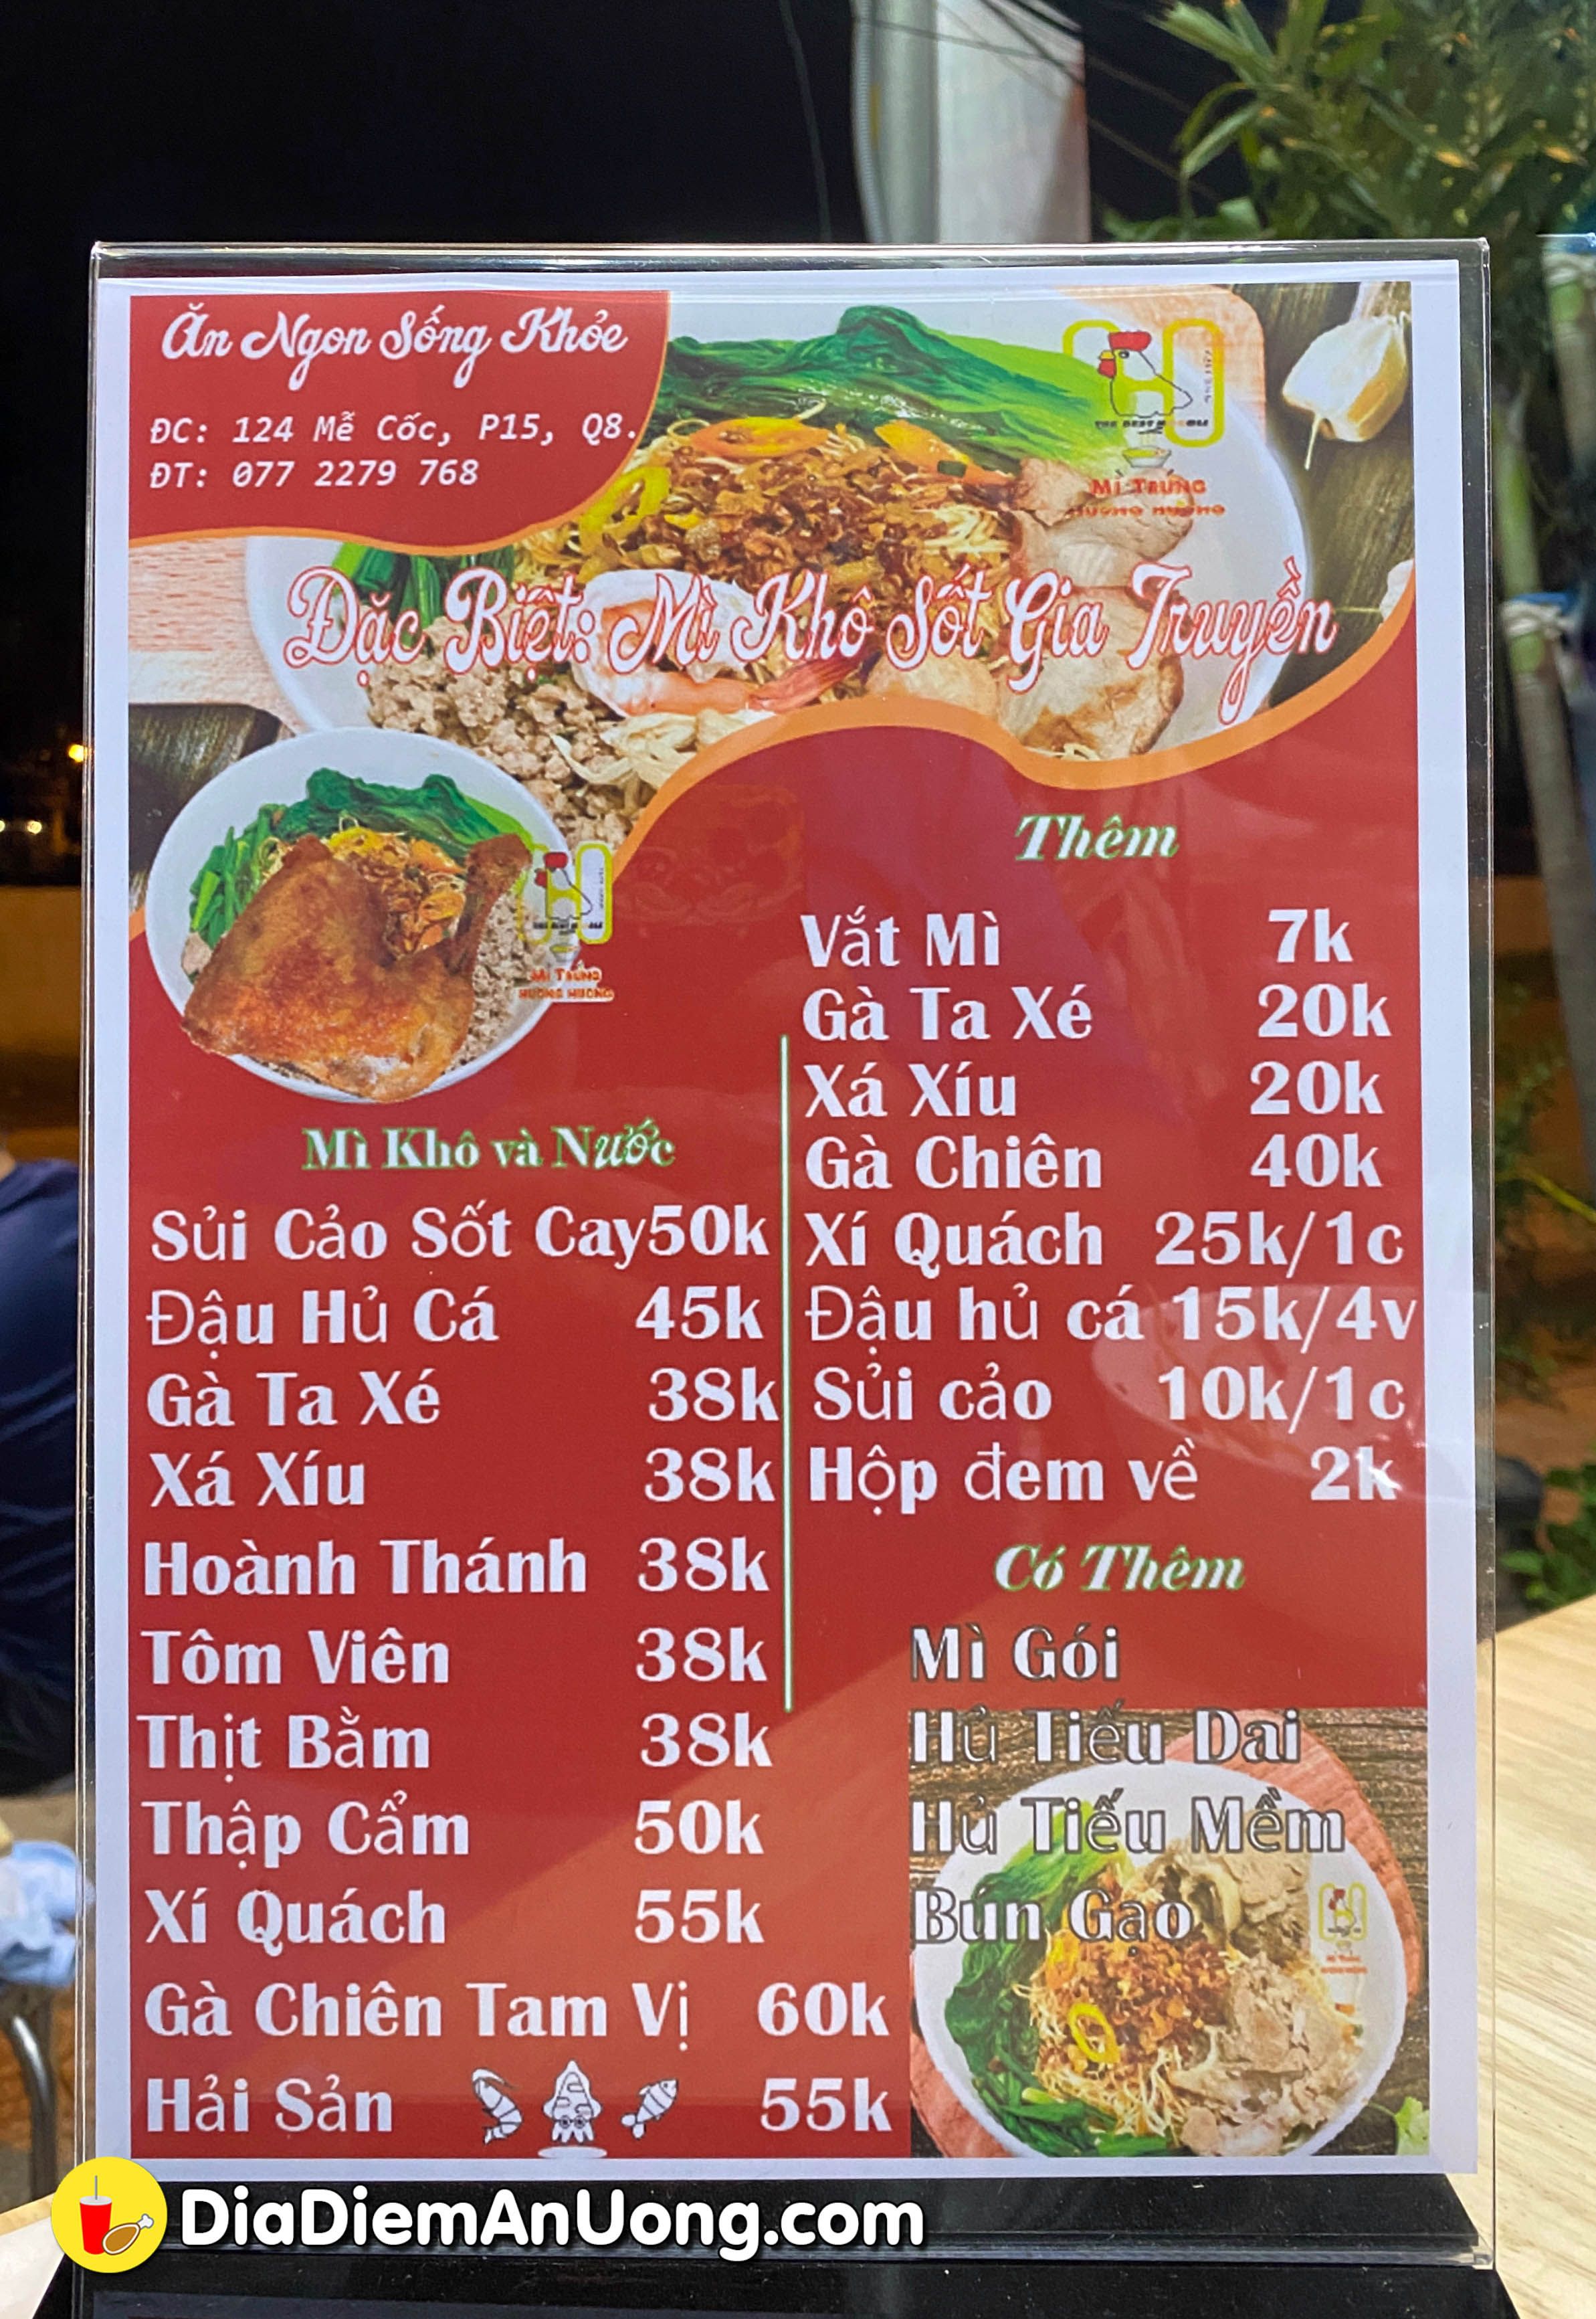 Ăn Ngon Sống Khỏe
ĐC: 124 Mễ Cốc, P15, Q8.
ĐT: 077 2279 768
MÌ TRỨNG
HƯỜNG HƯỜNG
Đặc Biệt: Mì Khô Sốt Gia Truyền
MÌ TRỨNG
Mì Khô và Nước
Sủi Cảo Sốt Cay 50k
Đậu Hủ Cá 45k
Gà Ta Xé 38k
Xá Xíu 38k
Hoành Thánh 38k
Tôm Viên 38k
Thịt Bằm 38k
Thập Cẩm 50k
Xí Quách 55k
Gà Chiên Tam Vị 60k
Hải Sản 55k
Thêm
Vắt Mì 7k
Gà Ta Xé 20k
Xá Xíu 20k
Gà Chiên 40k
Xí Quách 25k/1c
Đậu hủ cá 15k/4v
Sủi cảo 10k/1c
Hộp đem về 2k
Có Thêm
Mì Gói
Hủ Tiếu Dai
Hủ Tiếu Mềm
Bún Gạo
DiaDiemAnUong.com